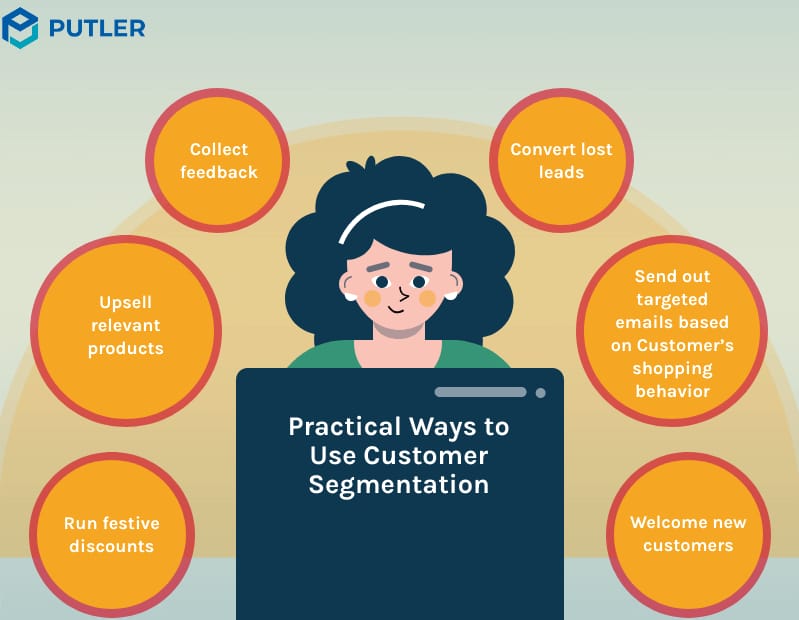 PUTLER
Collect
feedback
Convert lost
leads
Upsell
relevant
products
Send out
targeted
emails based
on Customer's
shopping
behavior
Practical Ways to
Use Customer
Segmentation
Run festive
discounts
Welcome new
customers